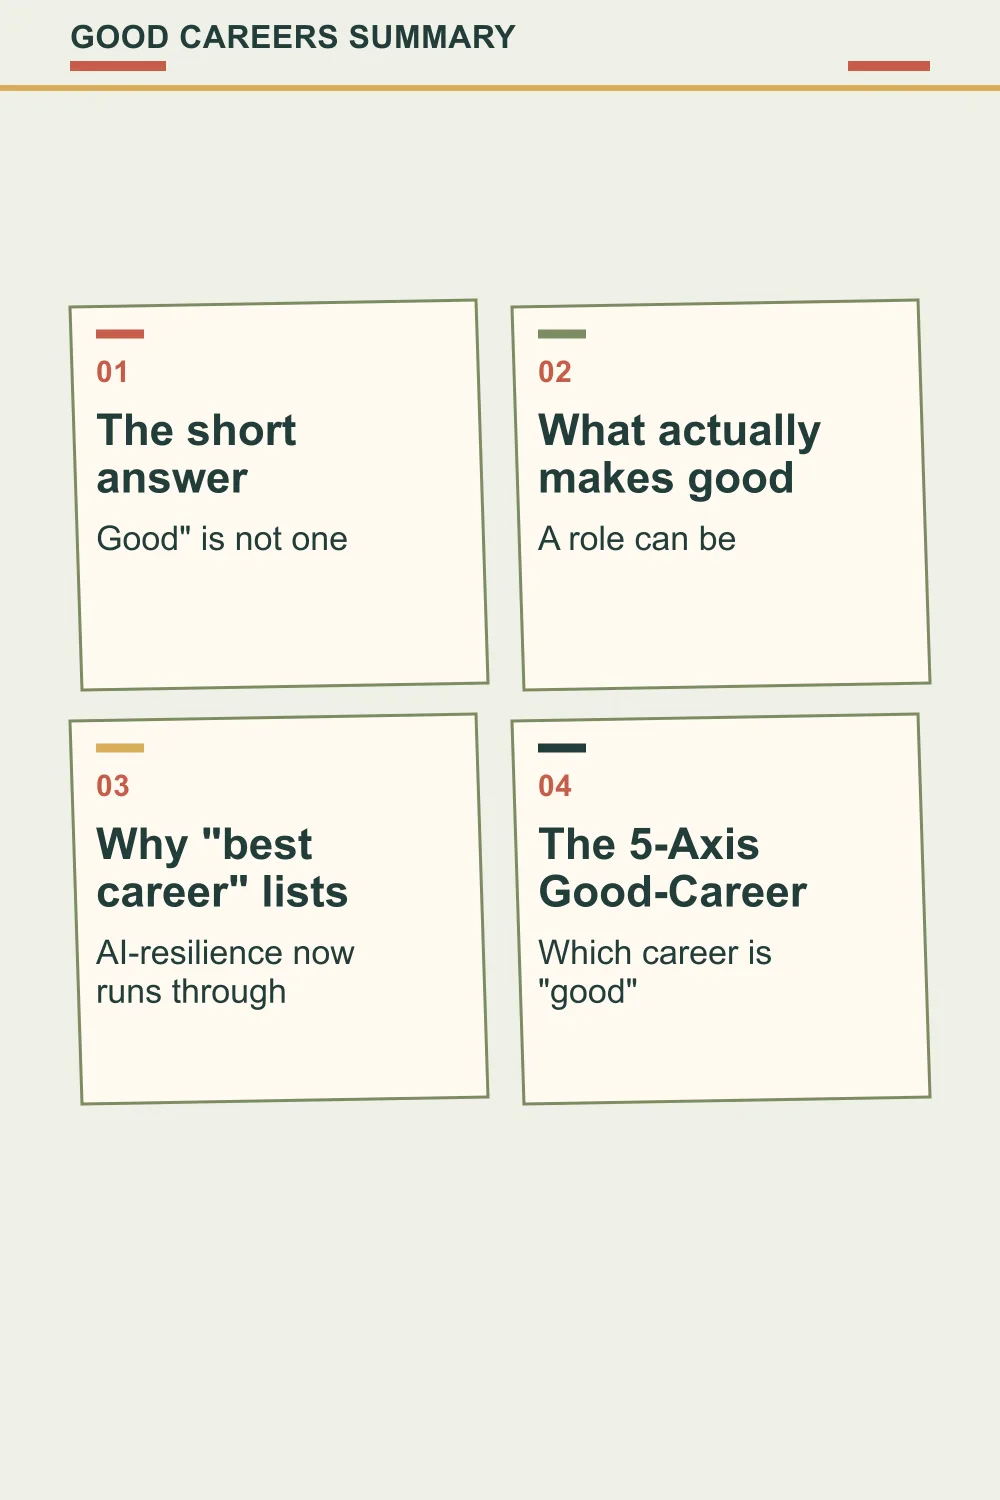 GOOD CAREERS SUMMARY
01
The short
answer
Good" is not one
02
What actually
makes good
A role can be
03
Why "best
career" lists
AI-resilience now
runs through
04
The 5-Axis
Good-Career
Which career is
"good"